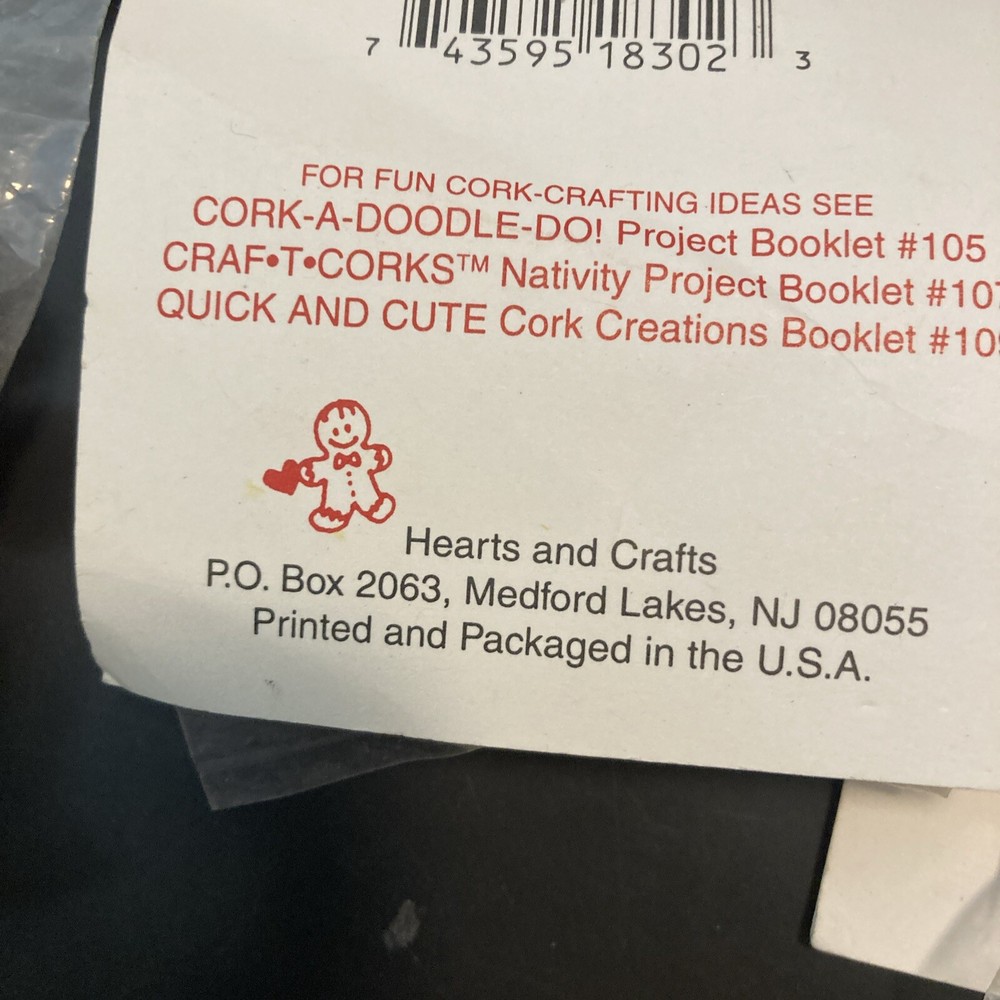 7 43595 18302 3
FOR FUN CORK-CRAFTING IDEAS SEE
CORK-A-DOODLE-DO! Project Booklet #105
CRAF•T•CORKS™ Nativity Project Booklet
QUICK AND CUTE Cork Creations Booklet
Hearts and Crafts
P.O. Box 2063, Medford Lakes, NJ 08055
Printed and Packaged in the U.S.A.